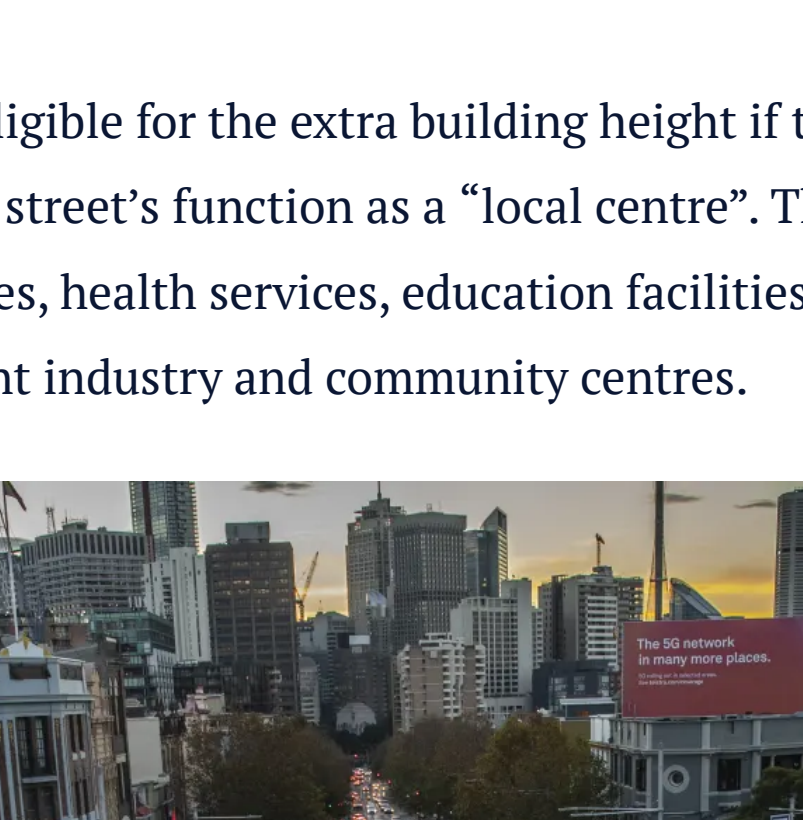 ligible for the extra building height if t
street’s function as a “local centre”. Th
es, health services, education facilities
nt industry and community centres.
The 5G network
in many more places.